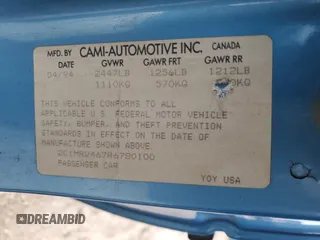 MFD BY CAMI-AUTOMOTIVE INC. CANADA
04/94 GVWR GAWR FRT GAWR RR
2447LB 1256LB 1212LB
1110KG 570KG
THIS VEHICLE CONFORMS TO ALL
APPLICABLE U.S. FEDERAL MOTOR VEHICLE
SAFETY, BUMPER, AND THEFT PREVENTION
STANDARDS IN EFFECT ON THE DATE OF
MANUFACTURE SHOWN ABOVE.
PASSENGER CAR
YOY USA
DREAMBID